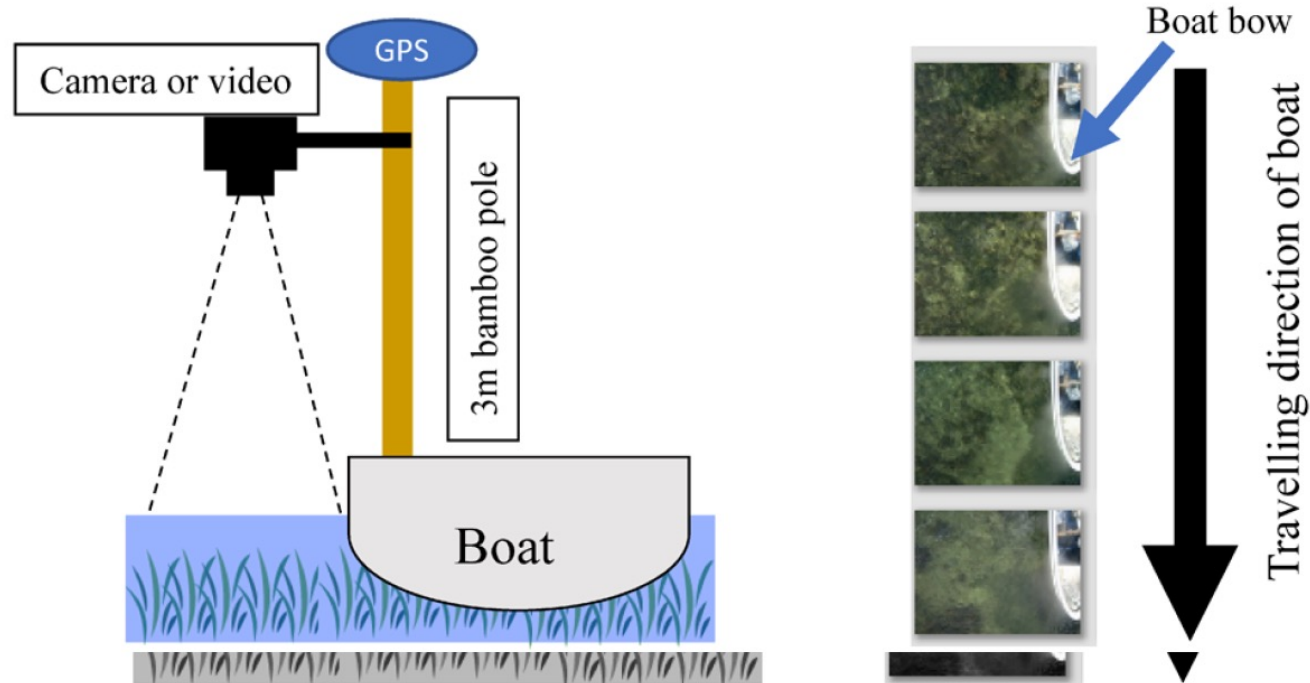 GPS
Camera or video
3m bamboo pole
Boat
Boat bow
Travelling direction of boat